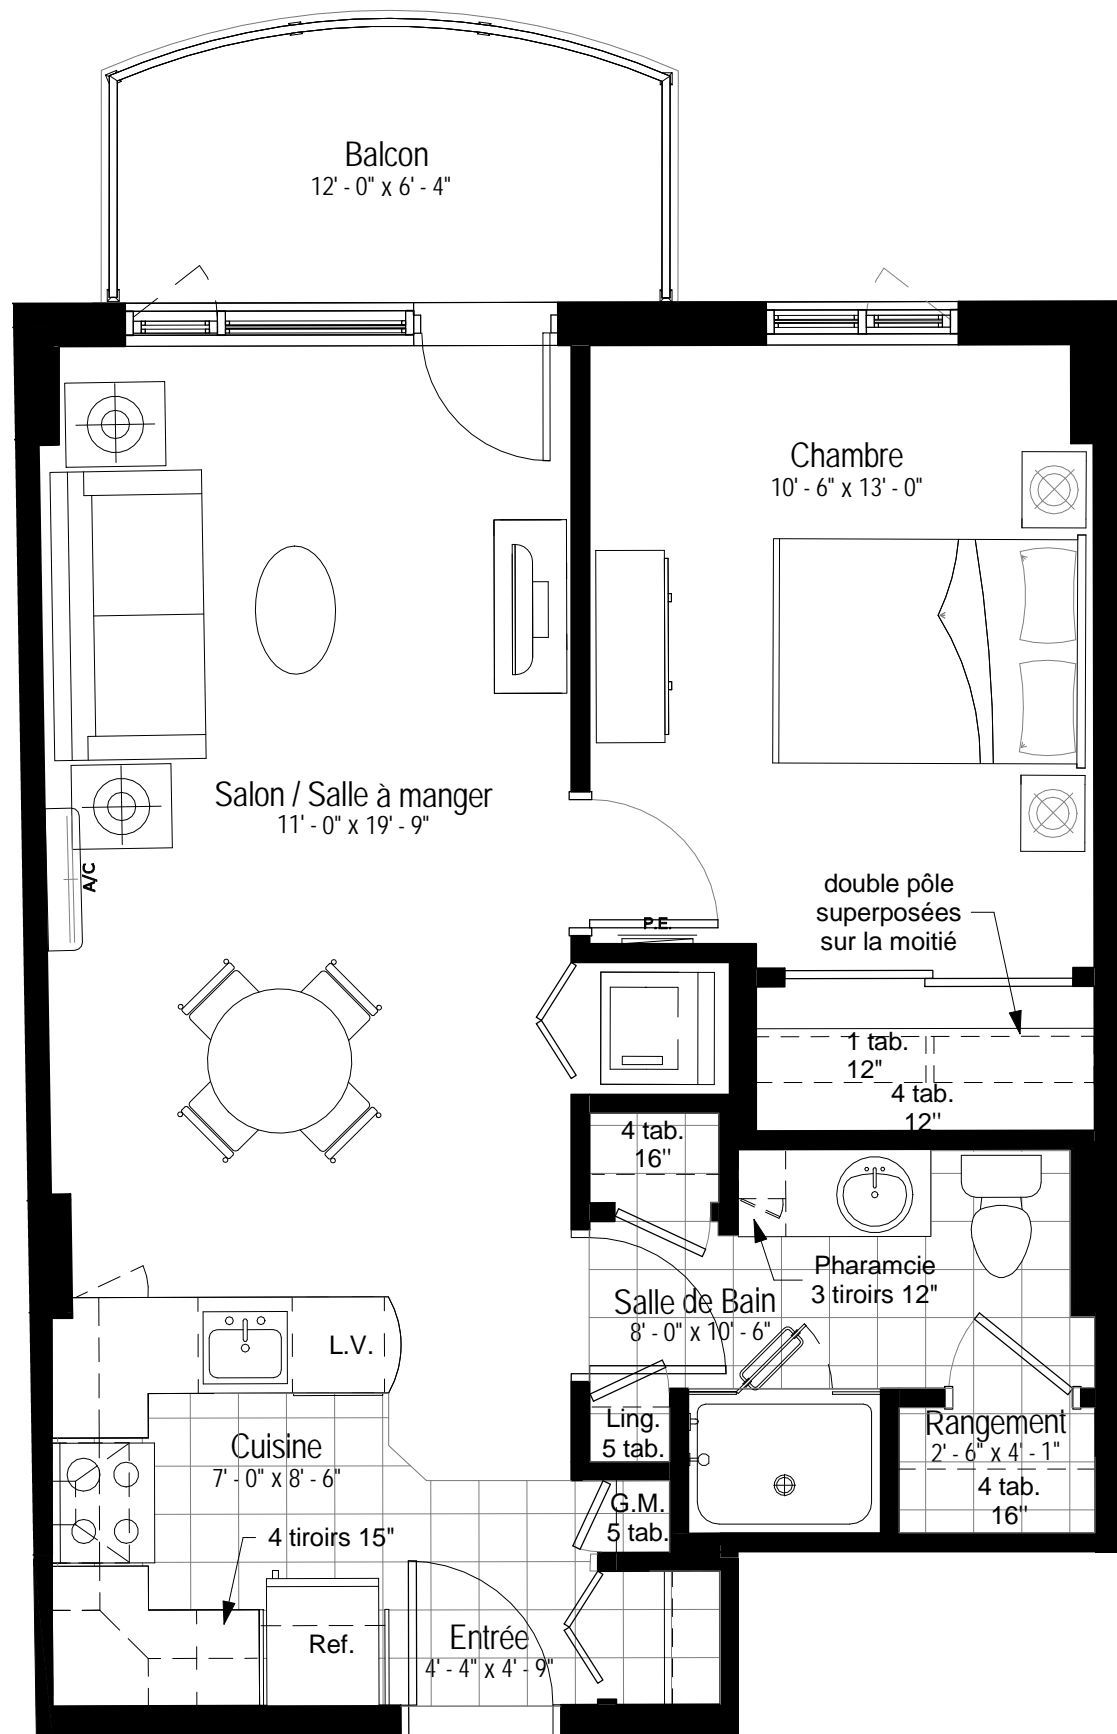 Balcon
12' - 0" x 6' - 4"
Chambre
10' - 6" x 13' - 0"
Salon / Salle à manger
11' - 0" x 19' - 9"
A/C
double pôle
superposées
sur la moitié
P.E.
1 tab.
12"
4 tab.
12"
4 tab.
16"
Pharamcie
3 tiroirs 12"
Salle de Bain
8' - 0" x 10' - 6"
L.V.
Ling.
5 tab.
Rangement
2' - 6" x 4' - 1"
4 tab.
16"
Cuisine
7' - 0" x 8' - 6"
G.M.
5 tab.
4 tiroirs 15"
Ref.
Entrée
4' - 4" x 4' - 9"